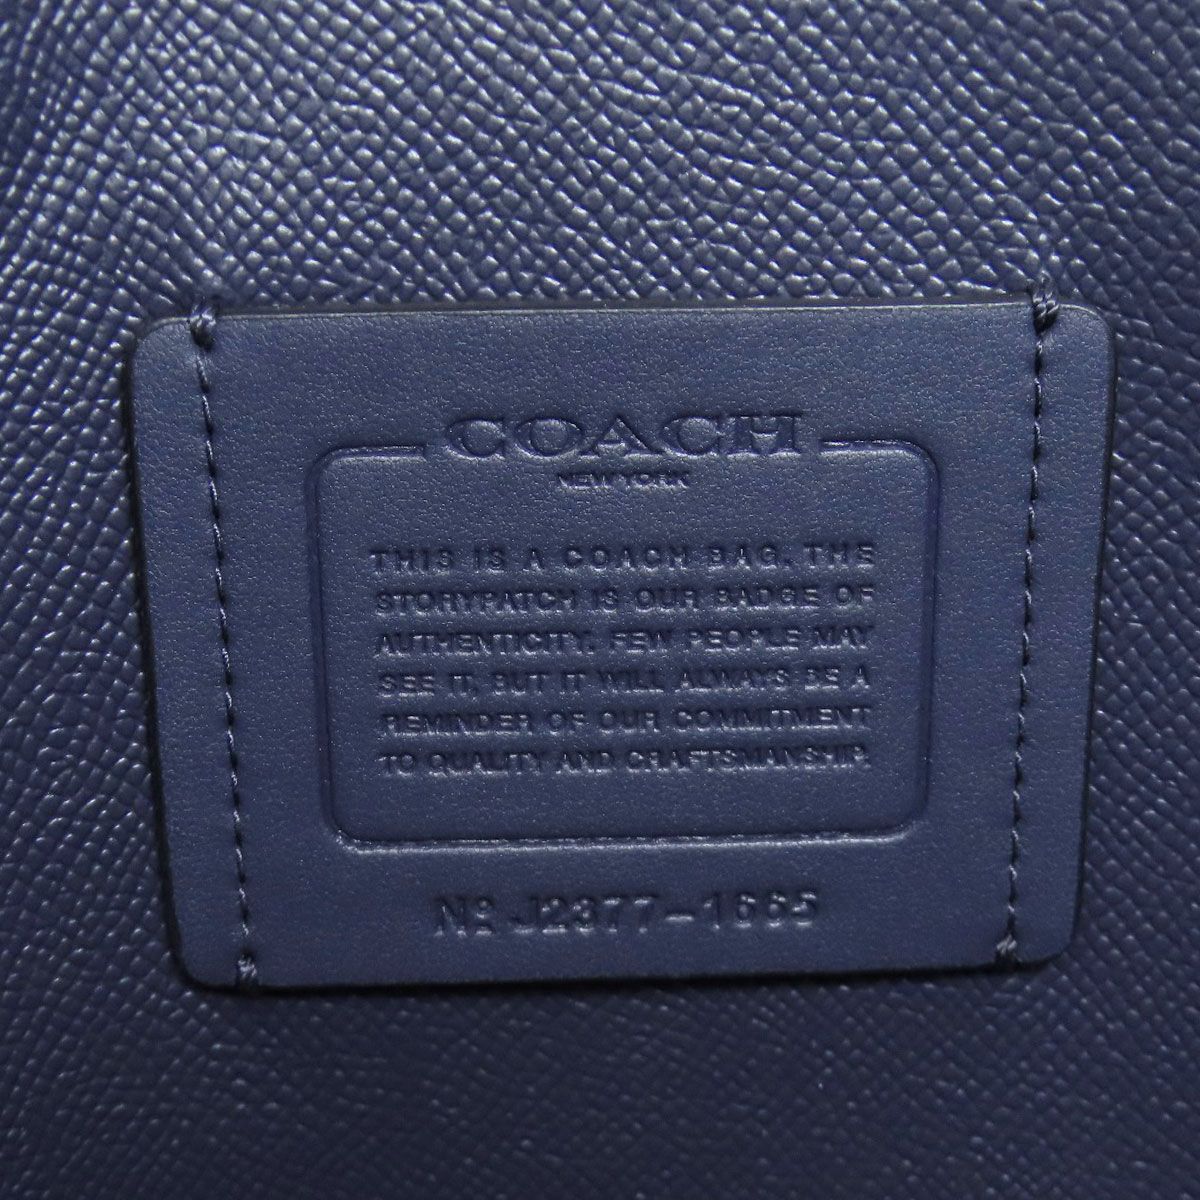 COACH
NEW YORK
THIS IS A COACH BAG. THE
STORYPATCH IS OUR BADGE OF
AUTHENTICITY. FEW PEOPLE MAY
SEE IT, BUT IT WILL ALWAYS BE A
REMINDER OF OUR COMMITMENT
TO QUALITY AND CRAFTSMANSHIP.
Nº J2377-1665